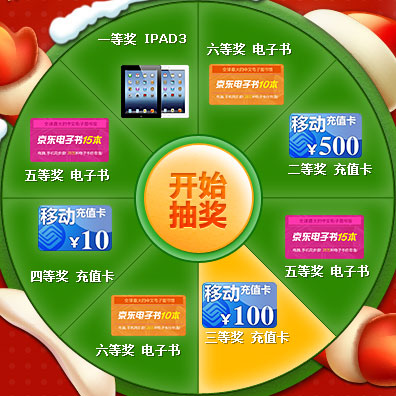 一等奖 IPAD3
六等奖 电子书
京东电子书10本
移动充值卡
¥500
二等奖 充值卡
京东电子书15本
五等奖 电子书
移动充值卡
¥100
三等奖 充值卡
京东电子书10本
六等奖 电子书
移动充值卡
¥10
四等奖 充值卡
京东电子书15本
五等奖 电子书
开始
抽奖